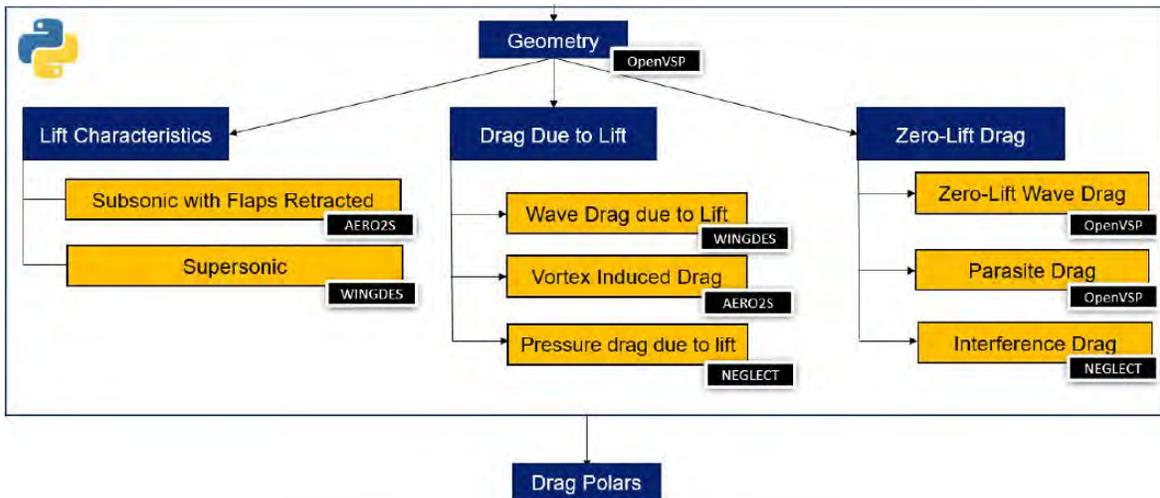 Geometry
OpenVSP
Lift Characteristics
Subsonic with Flaps Retracted
AERO2S
Supersonic
WINGDES
Drag Due to Lift
Wave Drag due to Lift
WINGDES
Vortex Induced Drag
AERO2S
Pressure drag due to lift
NEGLECT
Zero-Lift Drag
Zero-Lift Wave Drag
OpenVSP
Parasite Drag
OpenVSP
Interference Drag
NEGLECT
Drag Polars